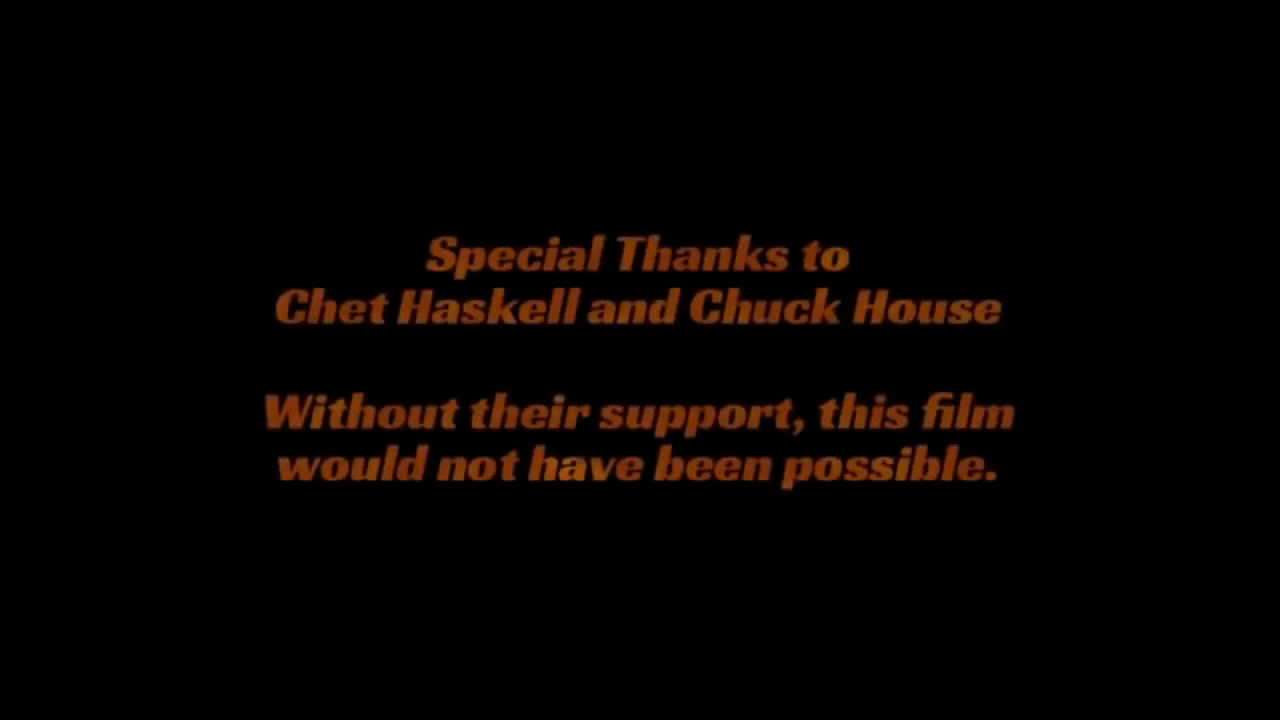 Special Thanks to
Chet Haskell and Chuck House
Without their support, this film
would not have been possible.